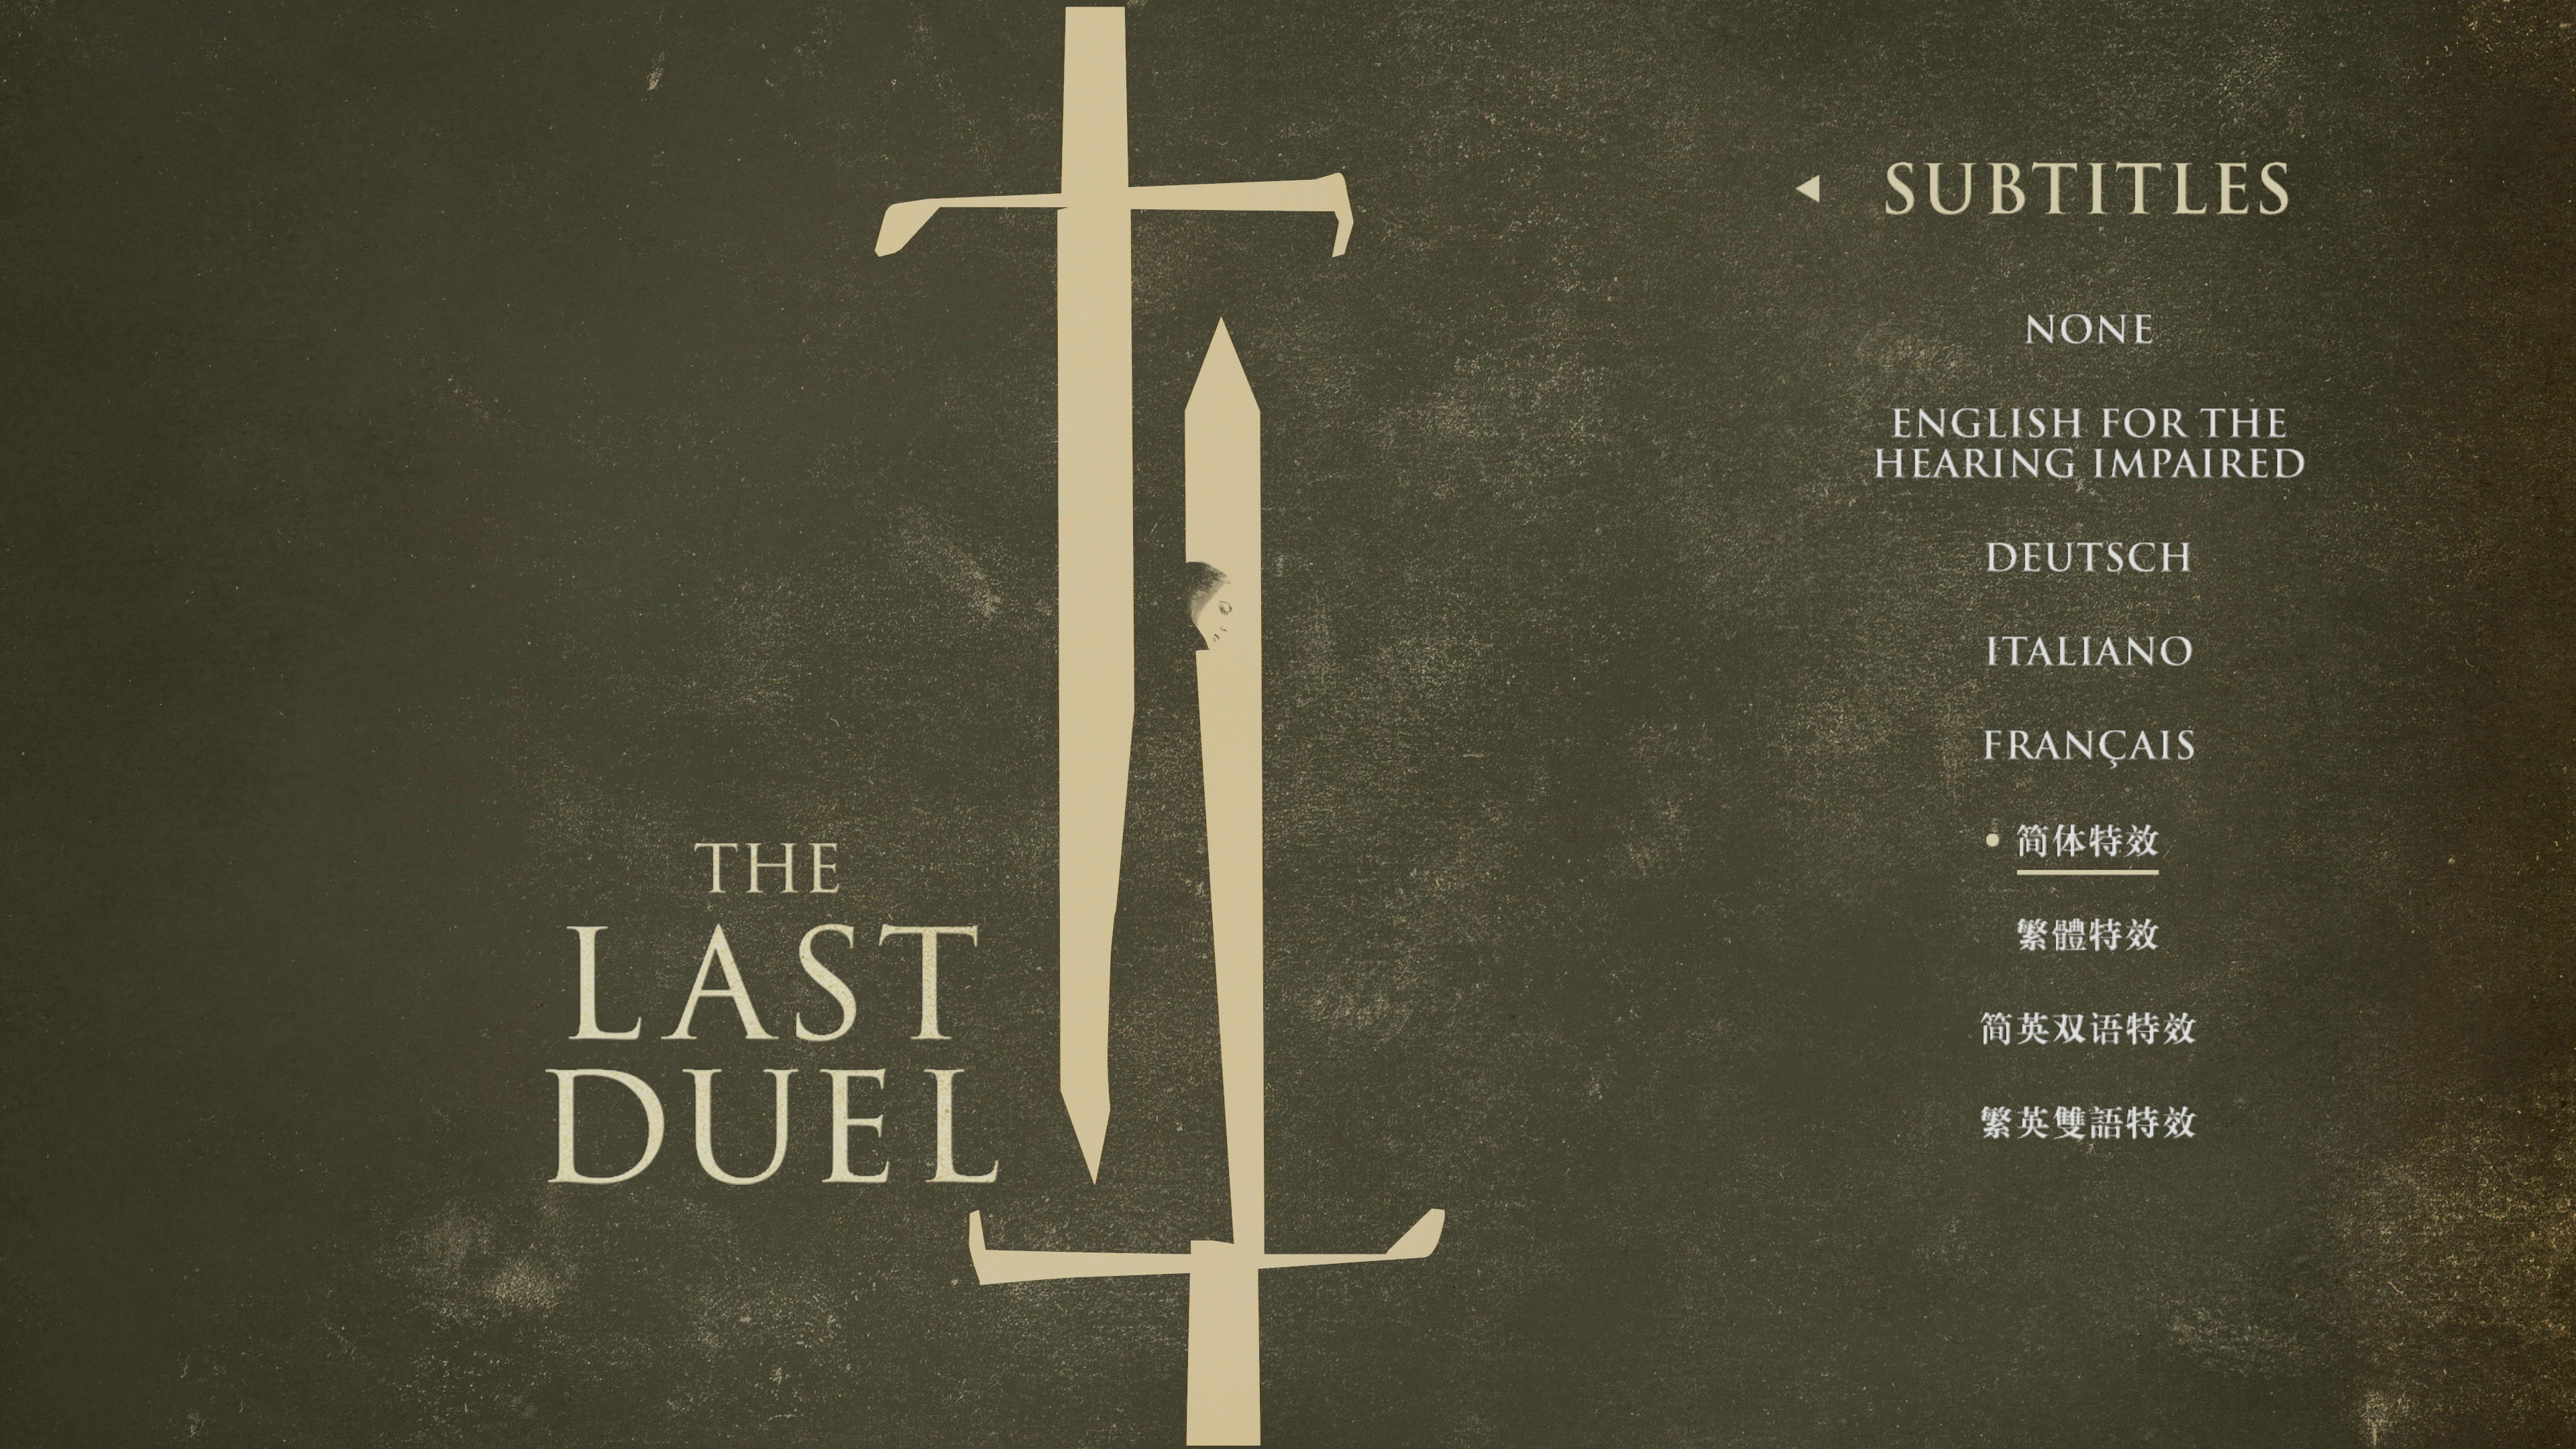 THE
LAST
DUEL
SUBTITLES
NONE
ENGLISH FOR THE
HEARING IMPAIRED
DEUTSCH
ITALIANO
FRANÇAIS
简体特效
繁體特效
简英双语特效
繁英雙語特效